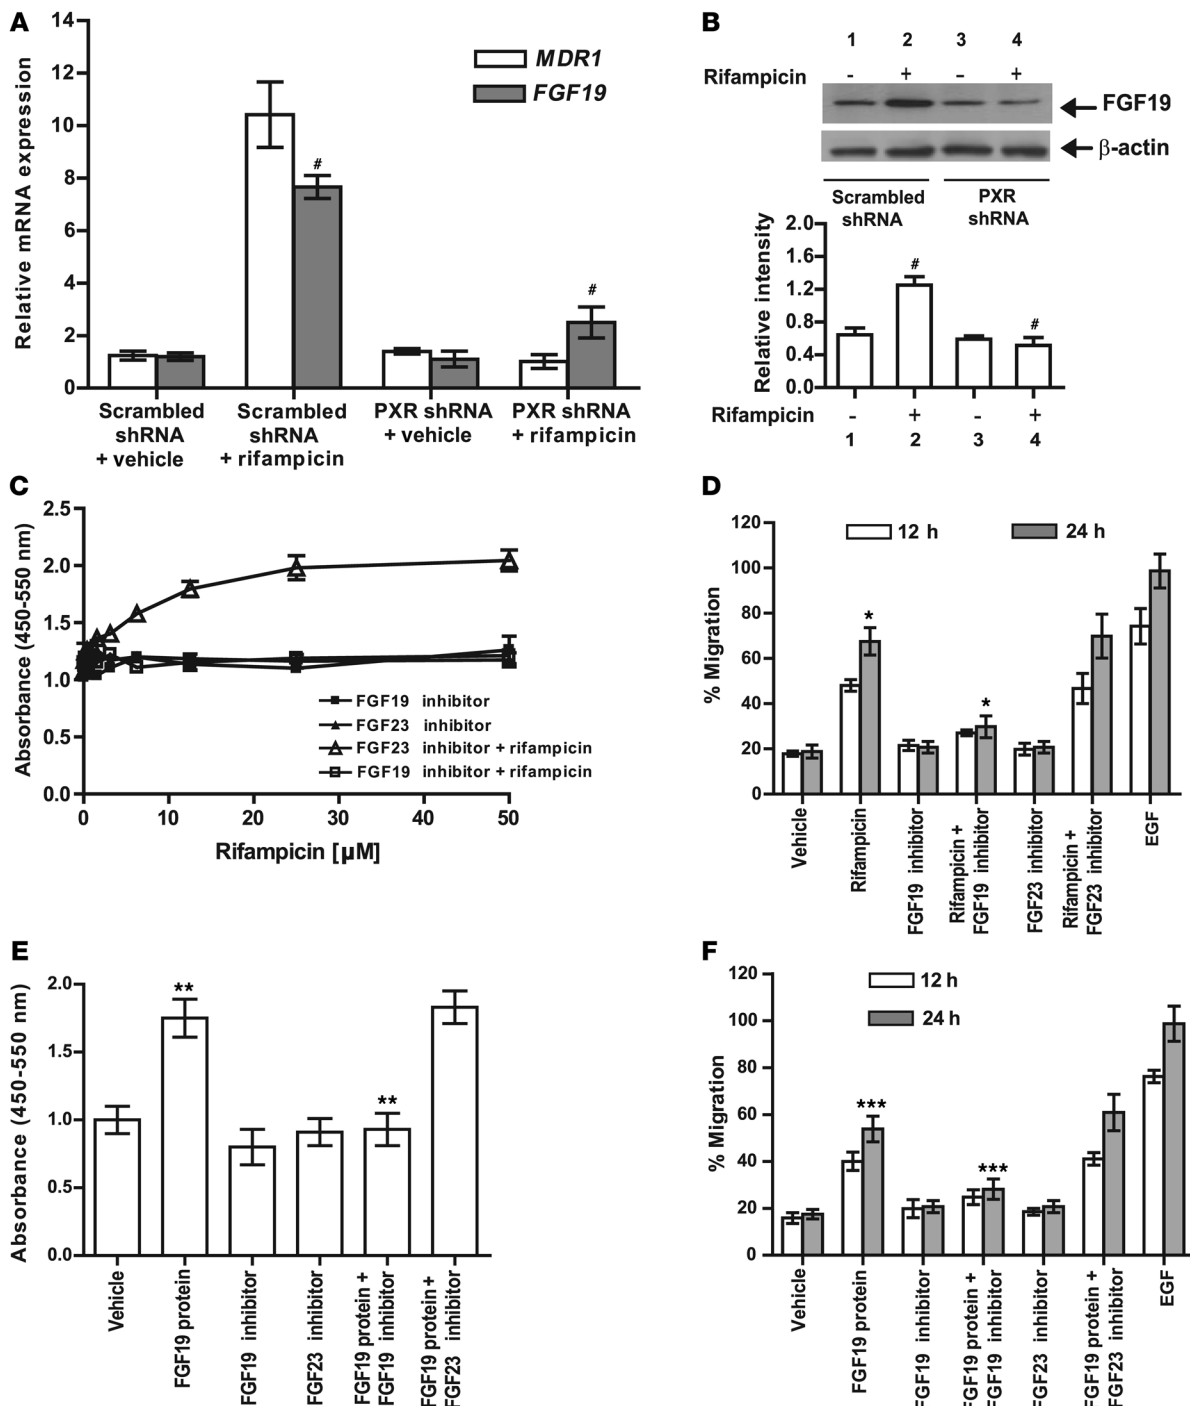 A
14
12
10
8
6
4
2
0
Relative mRNA expression
MDR1
FGF19
#
#
Scrambled shRNA + vehicle
Scrambled shRNA + rifampicin
PXR shRNA + vehicle
PXR shRNA + rifampicin
B
1 2 3 4
Rifampicin - + - +
FGF19
β-actin
Scrambled shRNA
PXR shRNA
Relative intensity
2.0
1.6
1.2
0.8
0.4
0.0
#
#
Rifampicin - + - +
1 2 3 4
C
2.5
2.0
1.5
1.0
0.5
0.0
Absorbance (450-550 nm)
FGF19 inhibitor
FGF23 inhibitor
FGF23 inhibitor + rifampicin
FGF19 inhibitor + rifampicin
0 10 20 30 40 50
Rifampicin [µM]
D
120
100
80
60
40
20
0
% Migration
12 h
24 h
*
*
Vehicle
Rifampicin
FGF19 inhibitor
Rifampicin + FGF19 inhibitor
FGF23 inhibitor
Rifampicin + FGF23 inhibitor
EGF
E
2.0
1.5
1.0
0.5
0.0
Absorbance (450-550 nm)
**
**
Vehicle
FGF19 protein
FGF19 inhibitor
FGF23 inhibitor
FGF19 protein + FGF19 inhibitor
FGF19 protein + FGF23 inhibitor
F
120
100
80
60
40
20
0
% Migration
12 h
24 h
***
***
Vehicle
FGF19 protein
FGF19 inhibitor
FGF19 protein + FGF19 inhibitor
FGF23 inhibitor
FGF19 protein + FGF23 inhibitor
EGF